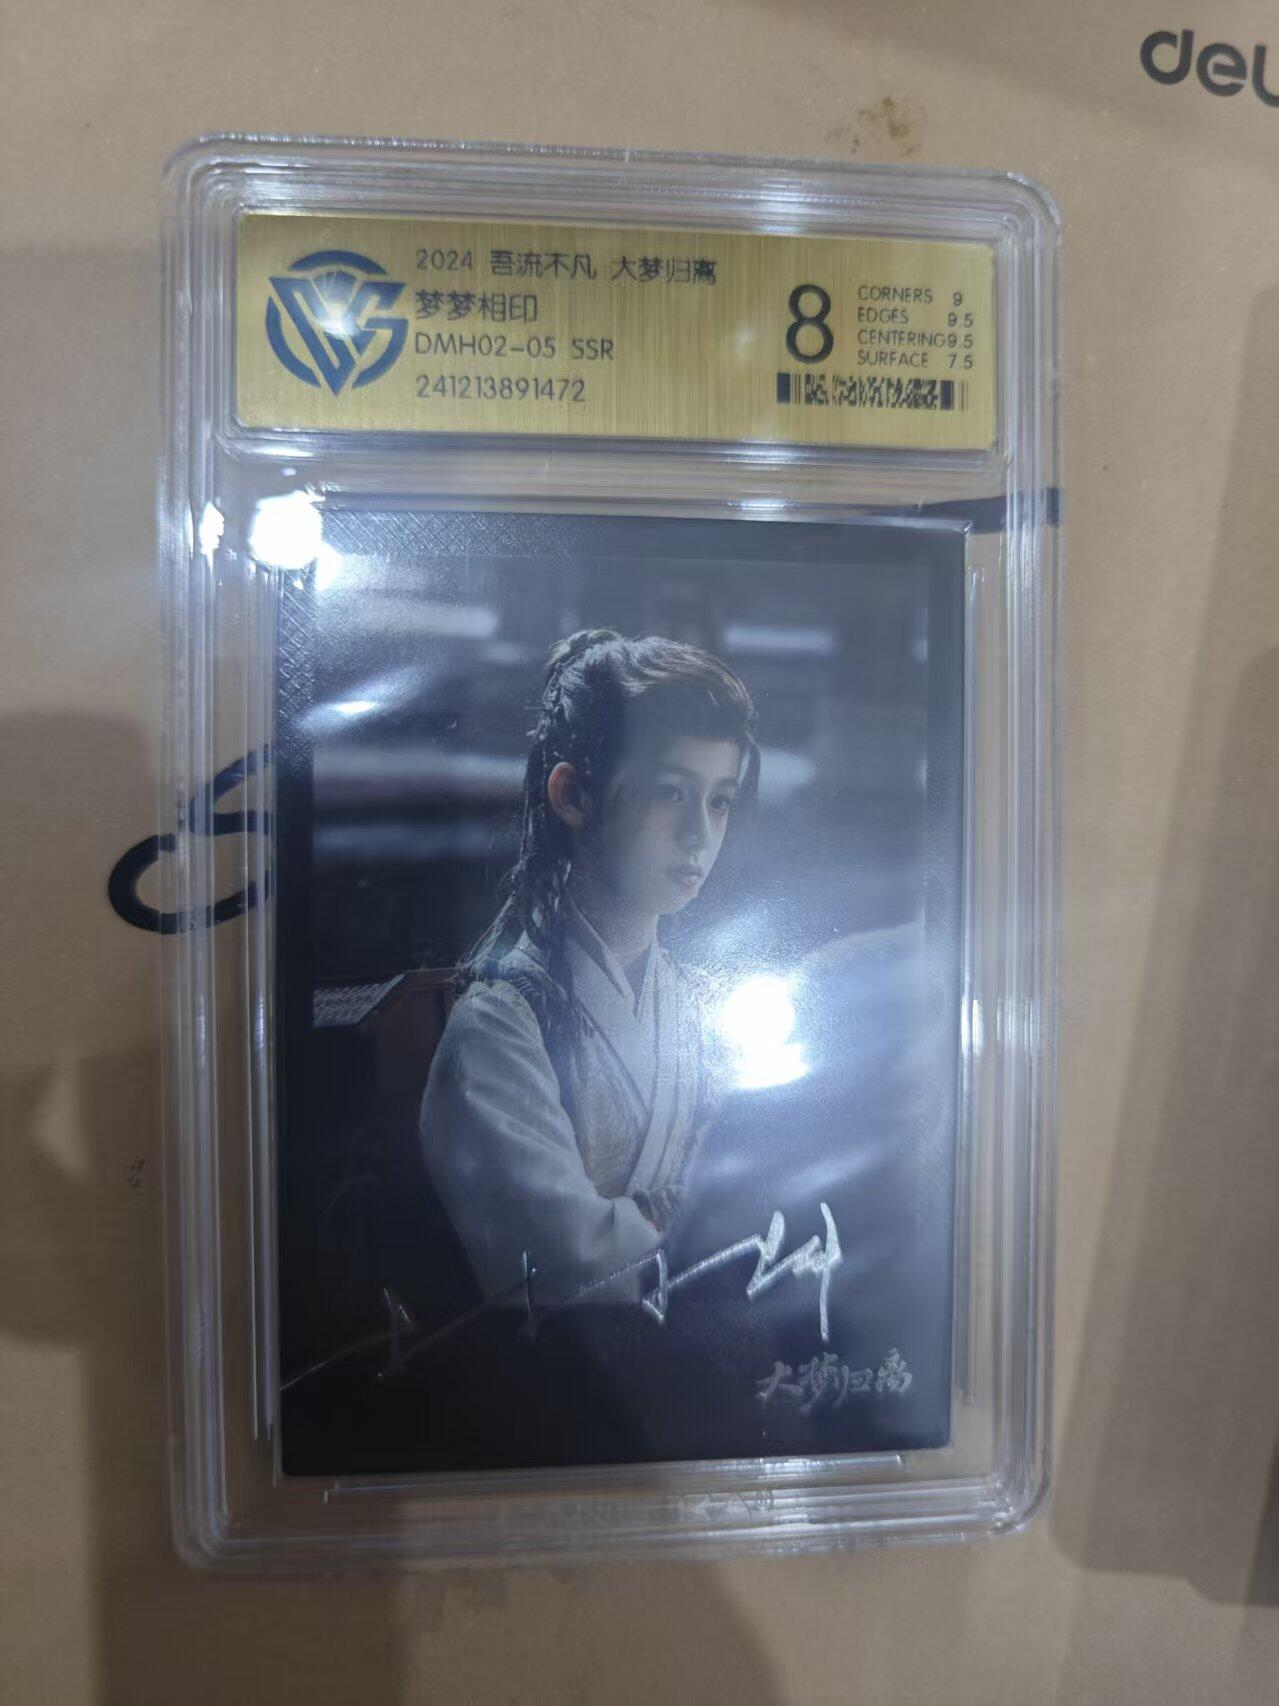 2024 吾流不凡 大梦归离
梦梦相印
DMH02-05 SSR
241213891472
8
CORNERS 9
EDGES 9.5
CENTERING 9.5
SURFACE 7.5
大梦归离